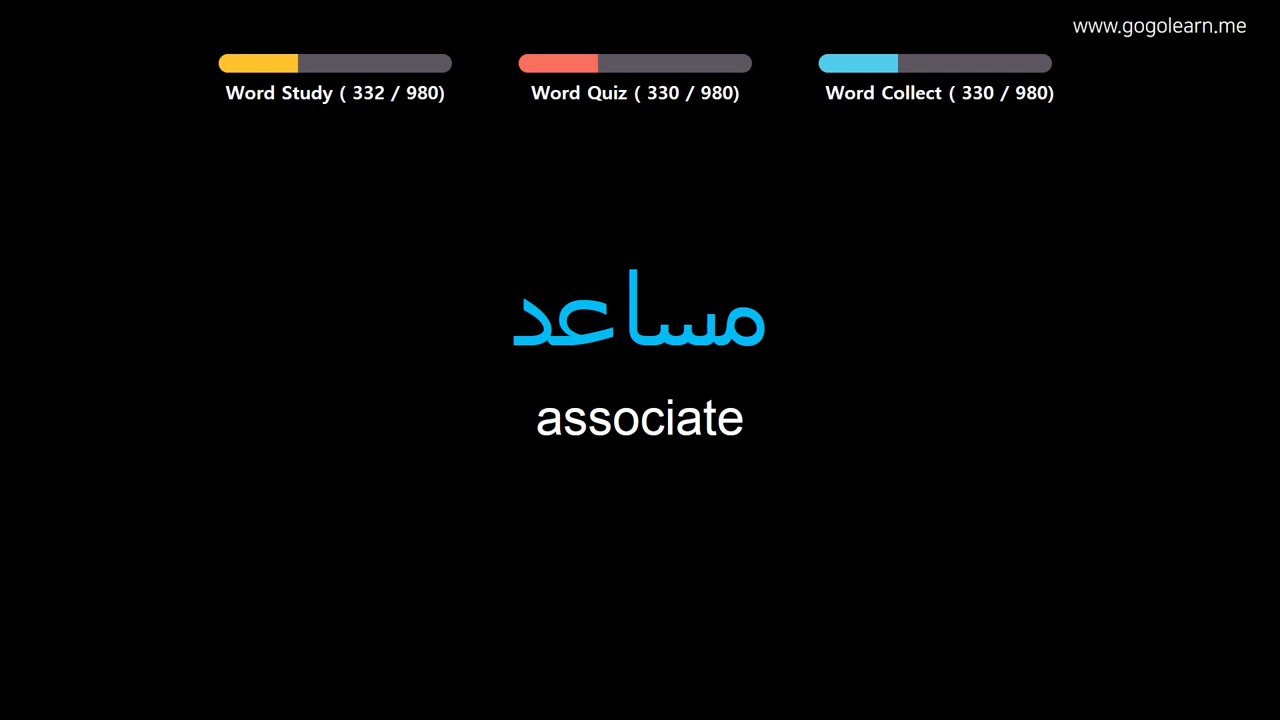 www.gogolearn.me
Word Study ( 332 / 980)
Word Quiz ( 330 / 980)
Word Collect ( 330 / 980)
مساعد
associate